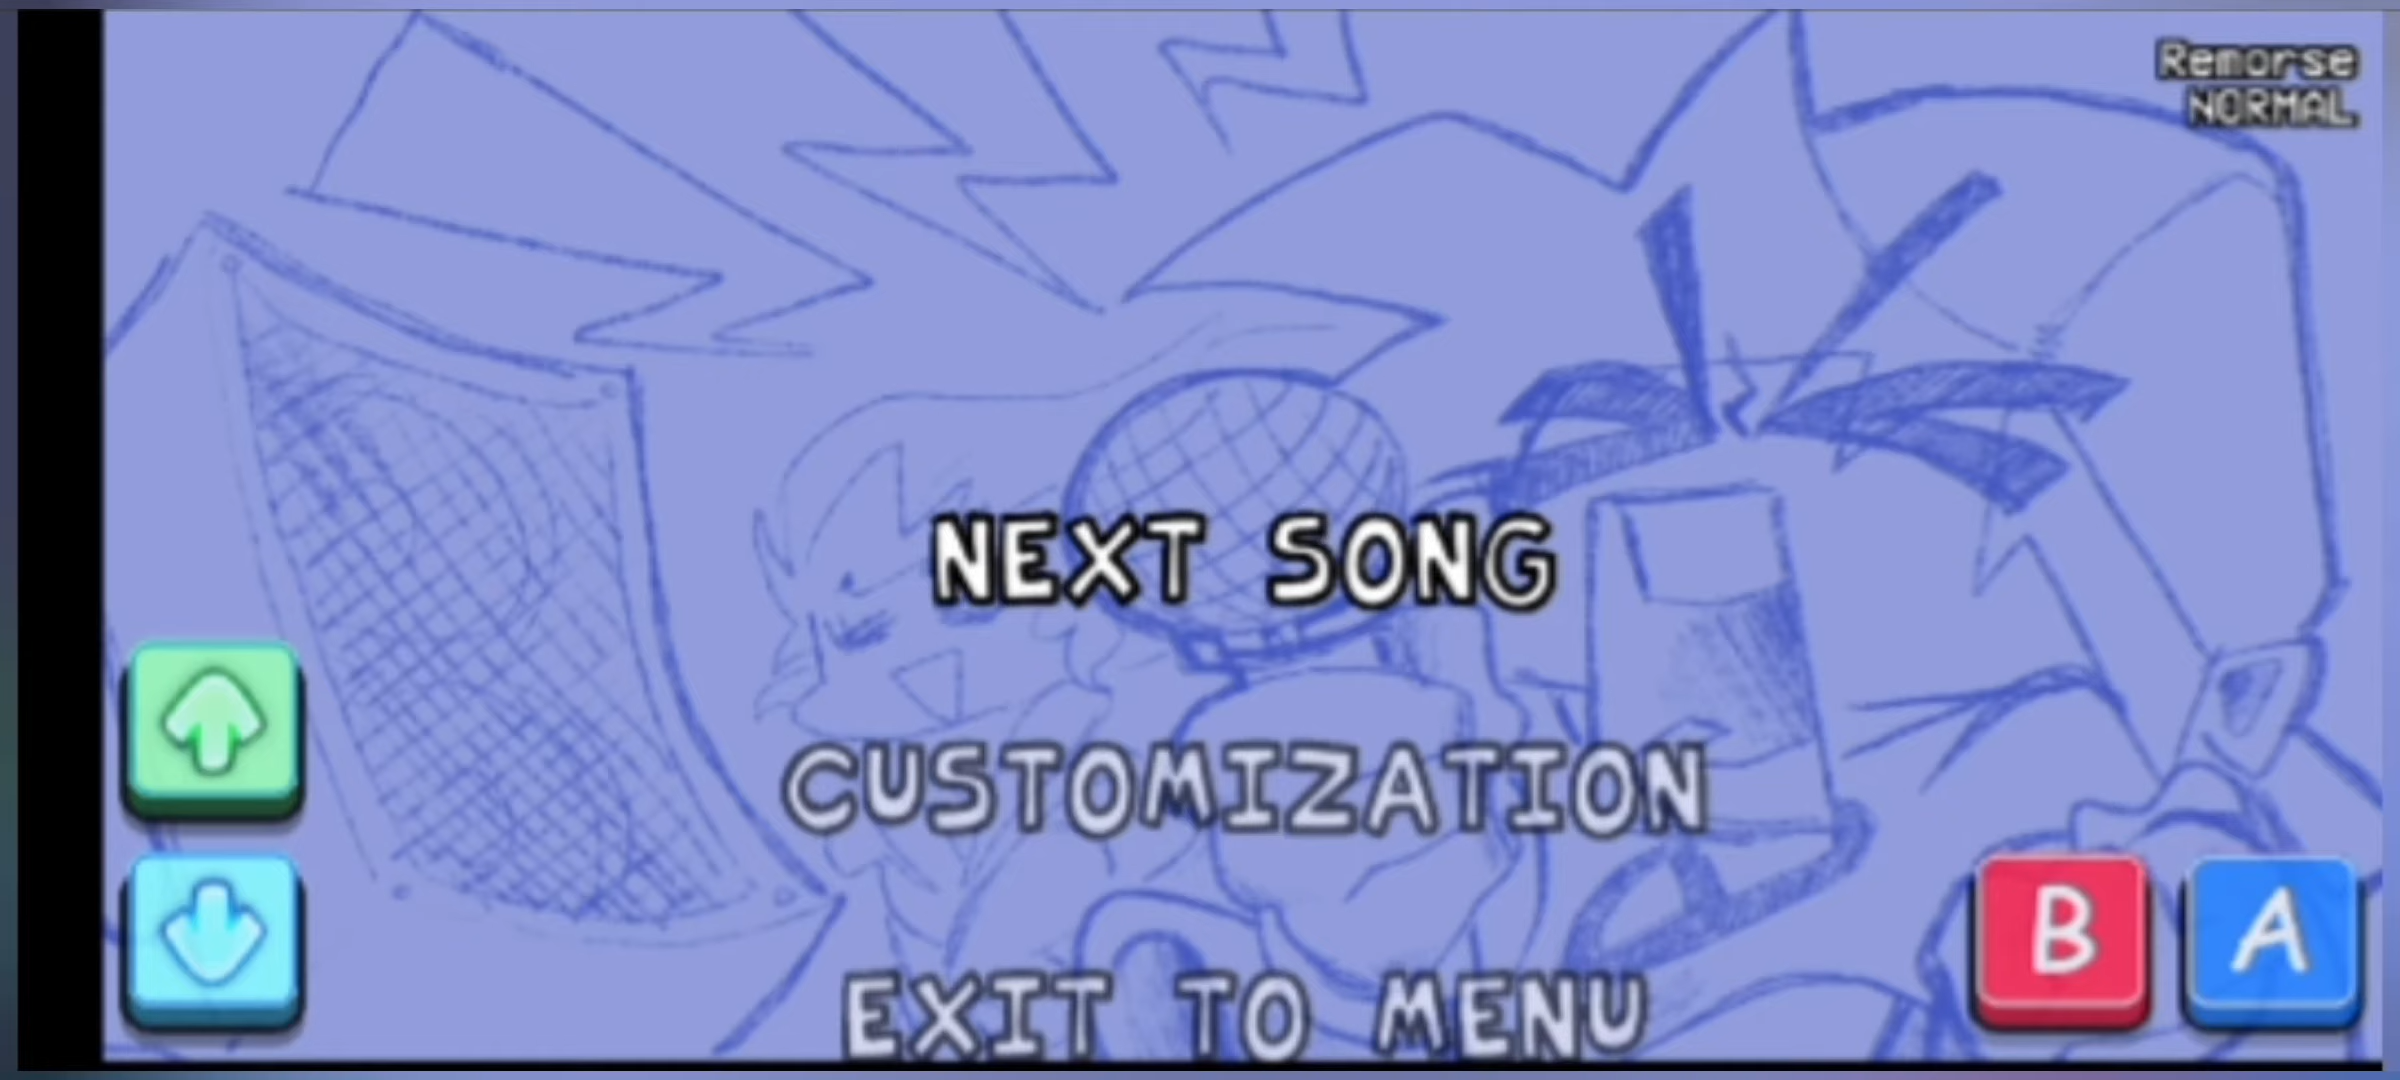 Remorse
NORMAL
NEXT SONG
CUSTOMIZATION
EXIT TO MENU
B A